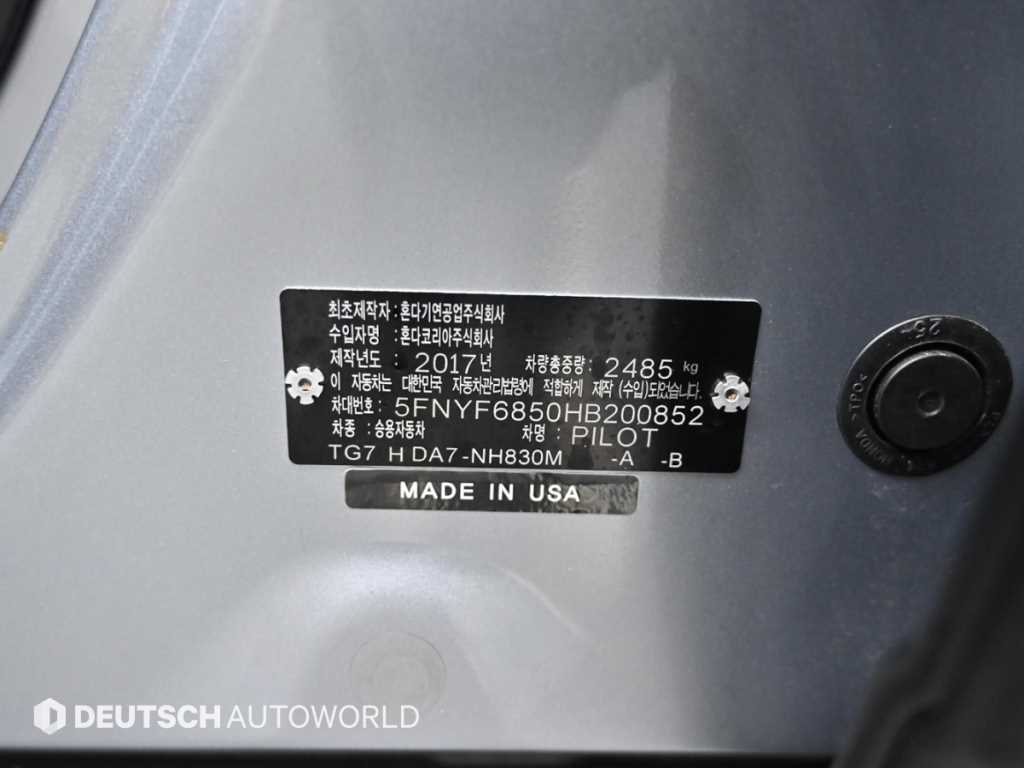 최초제작자 : 혼다기연공업주식회사
수입자명 : 혼다코리아주식회사
제작년도 : 2017년 차량총중량 : 2485 kg
이 자동차는 대한민국 자동차관리법령에 적합하게 제작 (수입)되었습니다.
차대번호 : 5FNYF6850HB200852
차종 : 승용자동차 차명 : PILOT
TG7 H DA7-NH830M -A -B
MADE IN USA
25
HONDA >TPO<
DEUTSCH AUTOWORLD